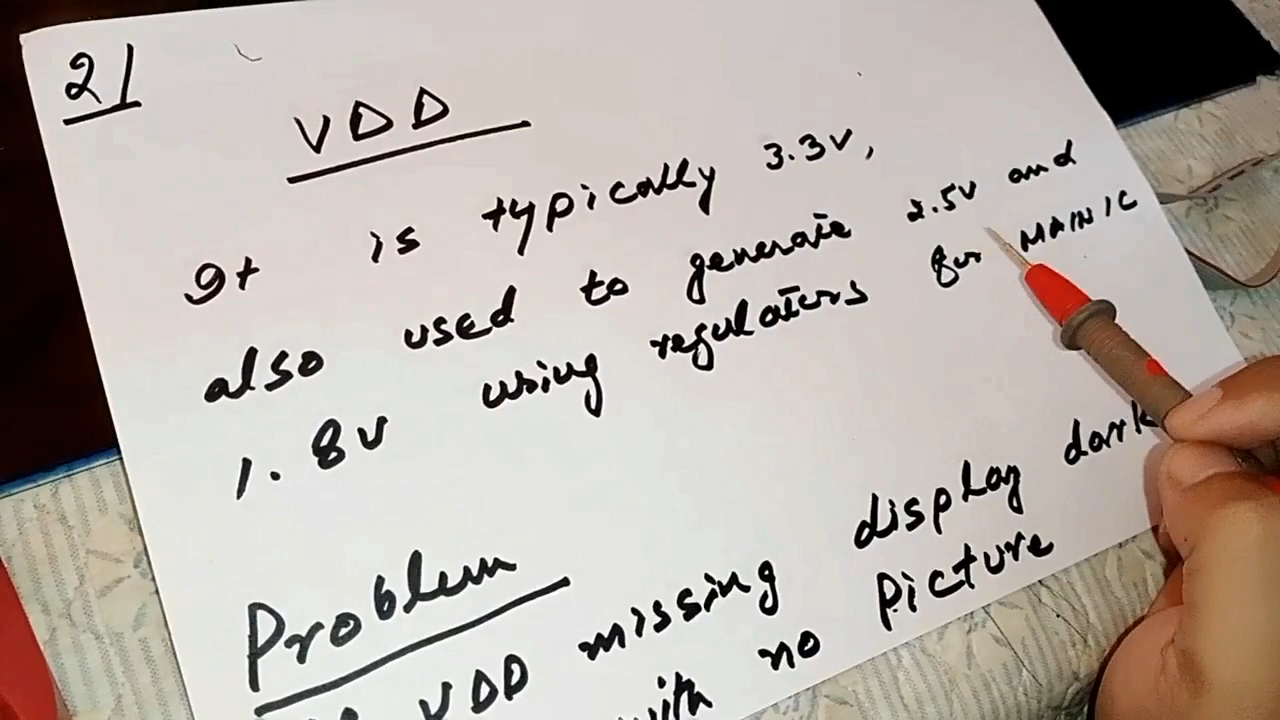 2/
VDD
It is typically 3.3V,
also used to generate 2.5V and
1.8V using regulators for MAIN IC
Problem
VDD missing display dark
with no Picture